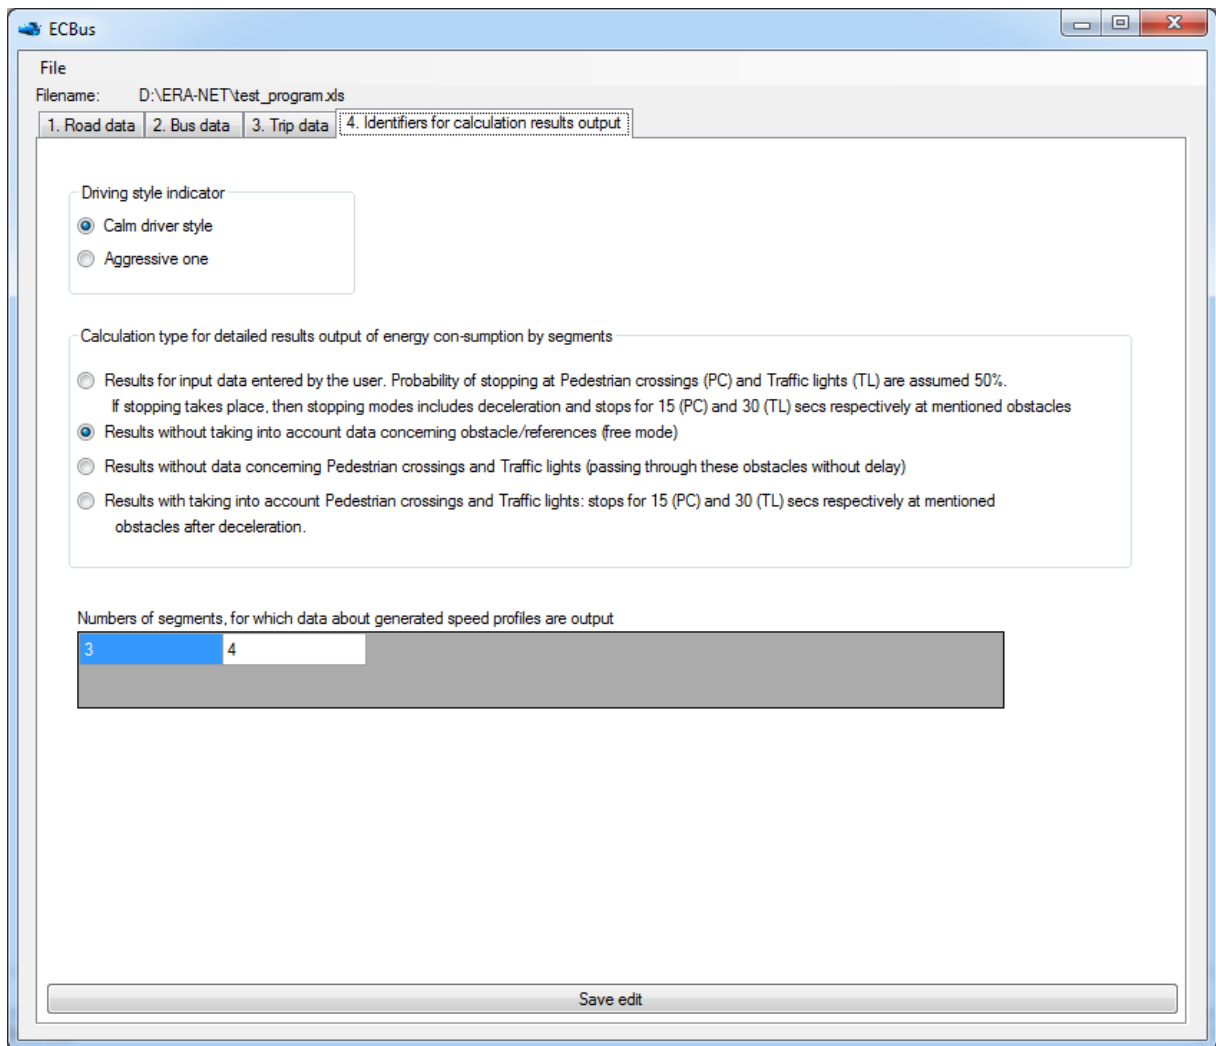 ECBus
File
Filename: D:\ERA-NET\test_program.xls
1. Road data 2. Bus data 3. Trip data 4. Identifiers for calculation results output
Driving style indicator
Calm driver style
Aggressive one
Calculation type for detailed results output of energy con-sumption by segments
Results for input data entered by the user. Probability of stopping at Pedestrian crossings (PC) and Traffic lights (TL) are assumed 50%.
If stopping takes place, then stopping modes includes deceleration and stops for 15 (PC) and 30 (TL) secs respectively at mentioned obstacles
Results without taking into account data concerning obstacle/references (free mode)
Results without data concerning Pedestrian crossings and Traffic lights (passing through these obstacles without delay)
Results with taking into account Pedestrian crossings and Traffic lights: stops for 15 (PC) and 30 (TL) secs respectively at mentioned
obstacles after deceleration.
Numbers of segments, for which data about generated speed profiles are output
3 4
Save edit